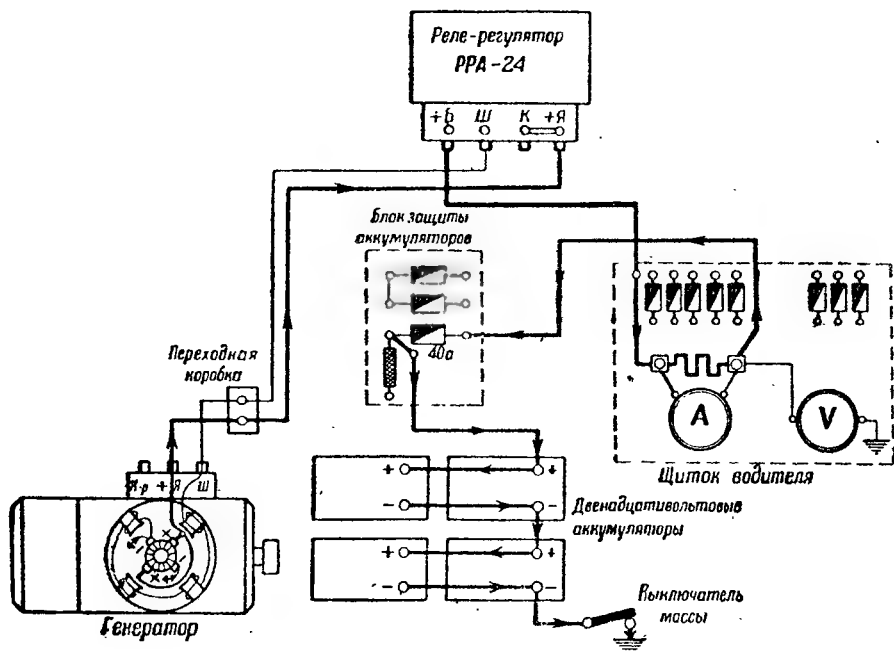 Реле-регулятор
РРА-24
+Б Ш К +Я
Блок защиты
аккумуляторов
40а
Переходная
коробка
А
V
Щиток водителя
К-р + Я Ш
+ +
- -
+ +
- -
Двенадцативольтовые
аккумуляторы
Выключатель
массы
Генератор